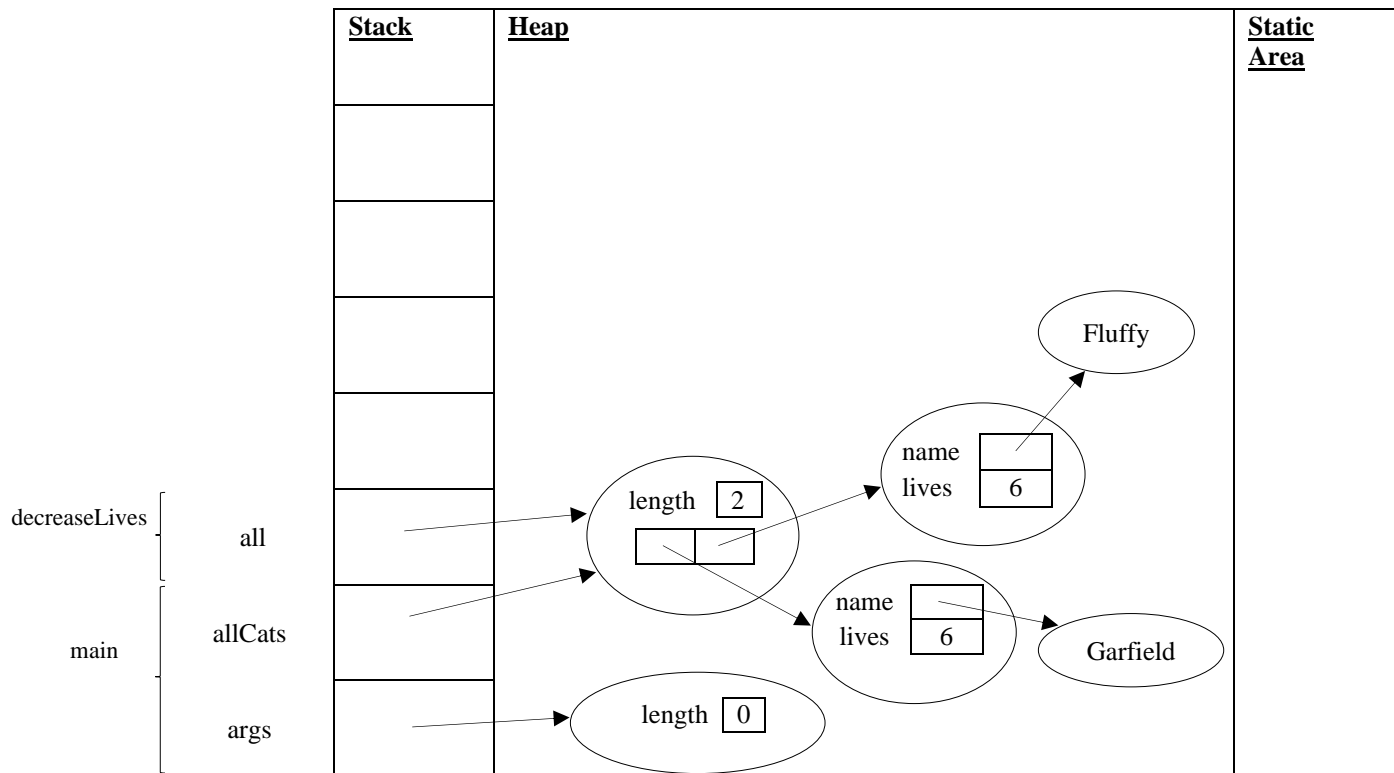 Stack
Heap
Static
Area
Fluffy
name
lives 6
length 2
decreaseLives
all
name
lives 6
allCats
main
Garfield
length 0
args